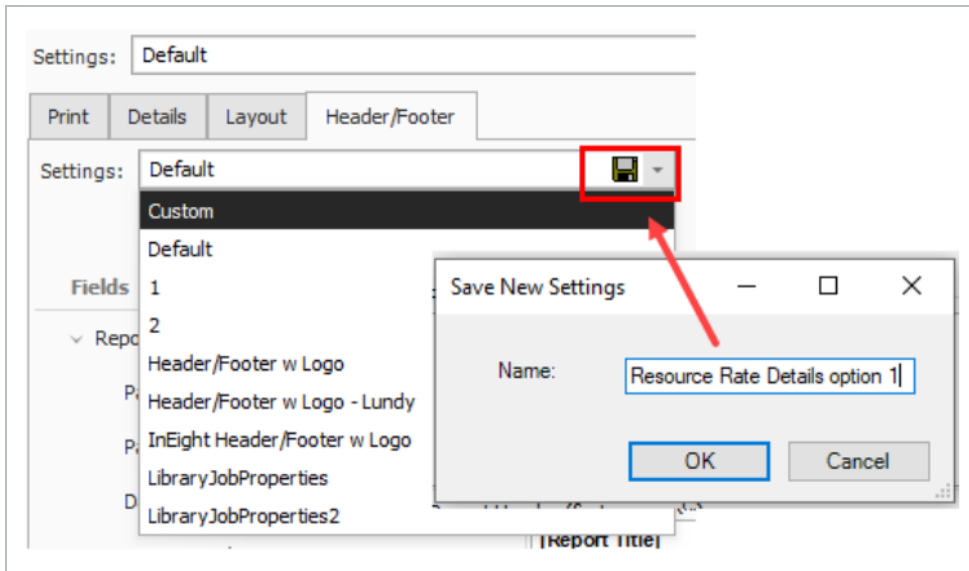 Settings: Default
Print Details Layout Header/Footer
Settings: Default
Custom
Default
Fields 1
2
Header/Footer w Logo
Header/Footer w Logo - Lundy
InEight Header/Footer w Logo
LibraryJobProperties
LibraryJobProperties2
Save New Settings
Name: Resource Rate Details option 1
OK Cancel
[Report Title]